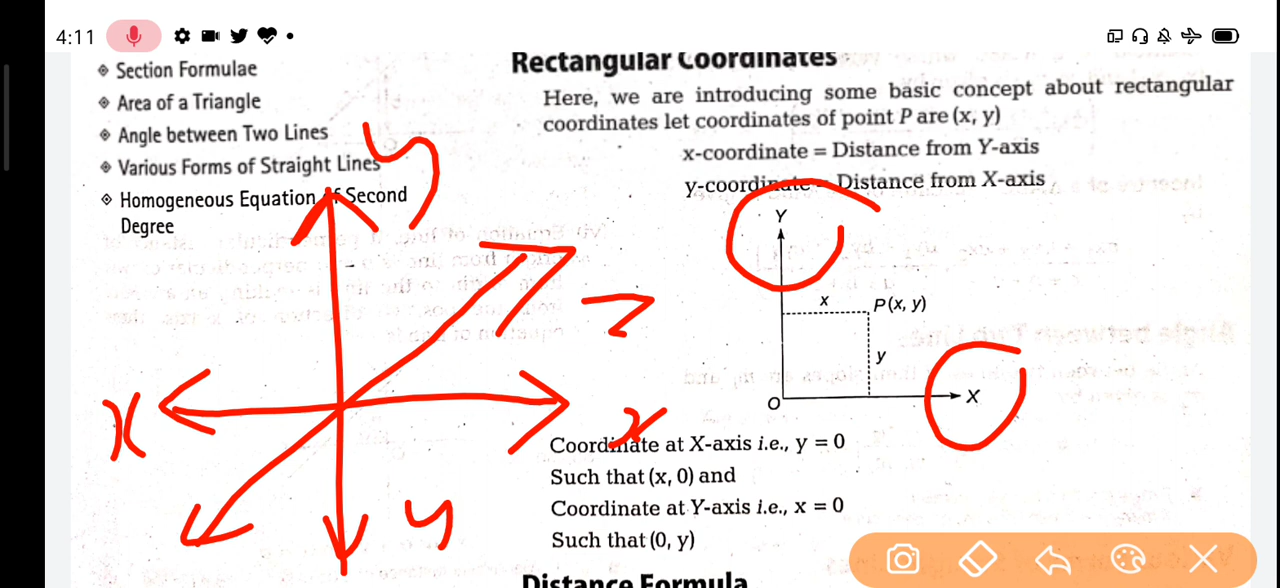 4:11
Section Formulae
Area of a Triangle
Angle between Two Lines
Various Forms of Straight Lines
Homogeneous Equation of Second
Degree
Rectangular Coordinates
Here, we are introducing some basic concept about rectangular
coordinates let coordinates of point P are (x, y)
x-coordinate = Distance from Y-axis
y-coordinate = Distance from X-axis
Y
x
P(x, y)
y
O
X
Coordinate at X-axis i.e., y = 0
Such that (x, 0) and
Coordinate at Y-axis i.e., x = 0
Such that (0, y)
Distance Formula
y
z
x
x
y